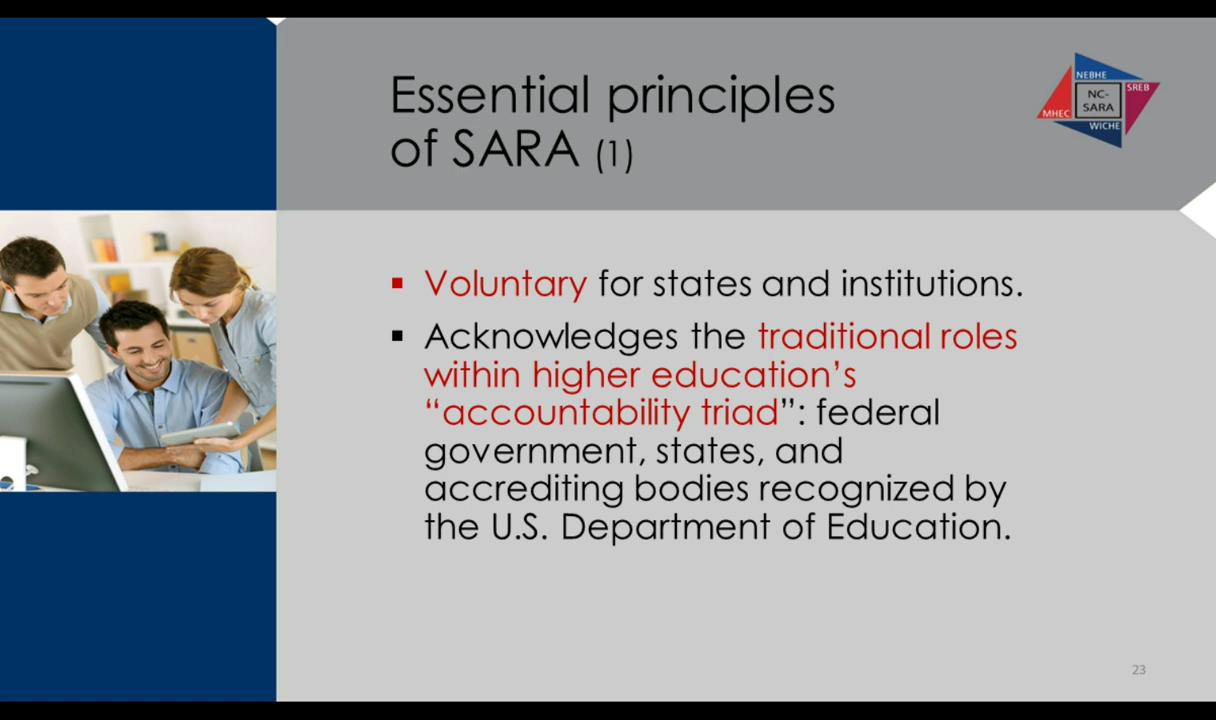 Essential principles
of SARA (1)
NEBHE
SREB
NC-
SARA
MHEC
WICHE
▪ Voluntary for states and institutions.
▪ Acknowledges the traditional roles
within higher education’s
“accountability triad”: federal
government, states, and
accrediting bodies recognized by
the U.S. Department of Education.
23